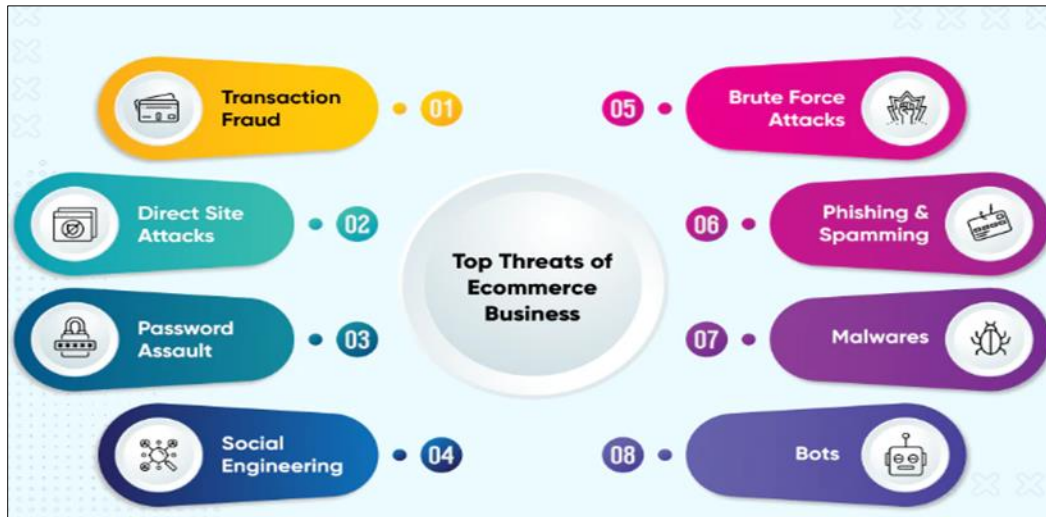 Transaction
Fraud
01
Direct Site
Attacks
02
Password
Assault
03
Social
Engineering
04
Top Threats of
Ecommerce
Business
05
Brute Force
Attacks
06
Phishing &
Spamming
07
Malwares
08
Bots